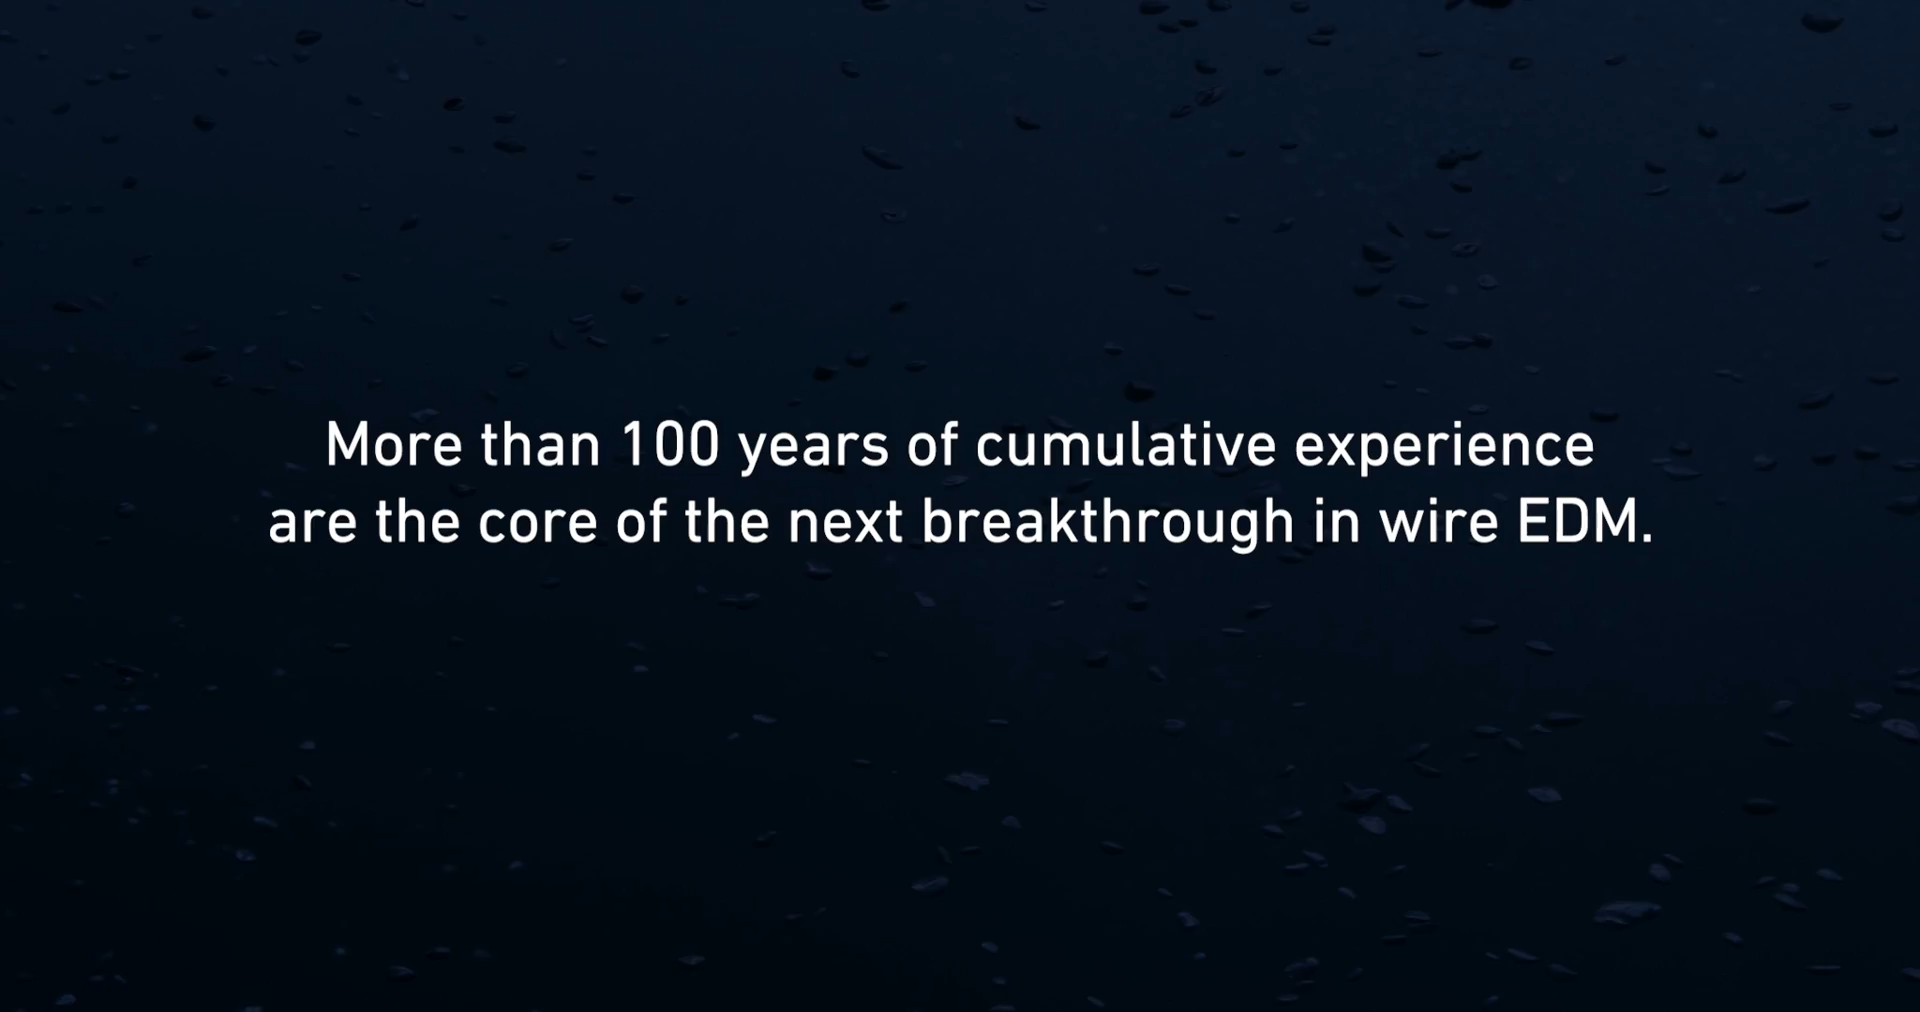 More than 100 years of cumulative experience
are the core of the next breakthrough in wire EDM.